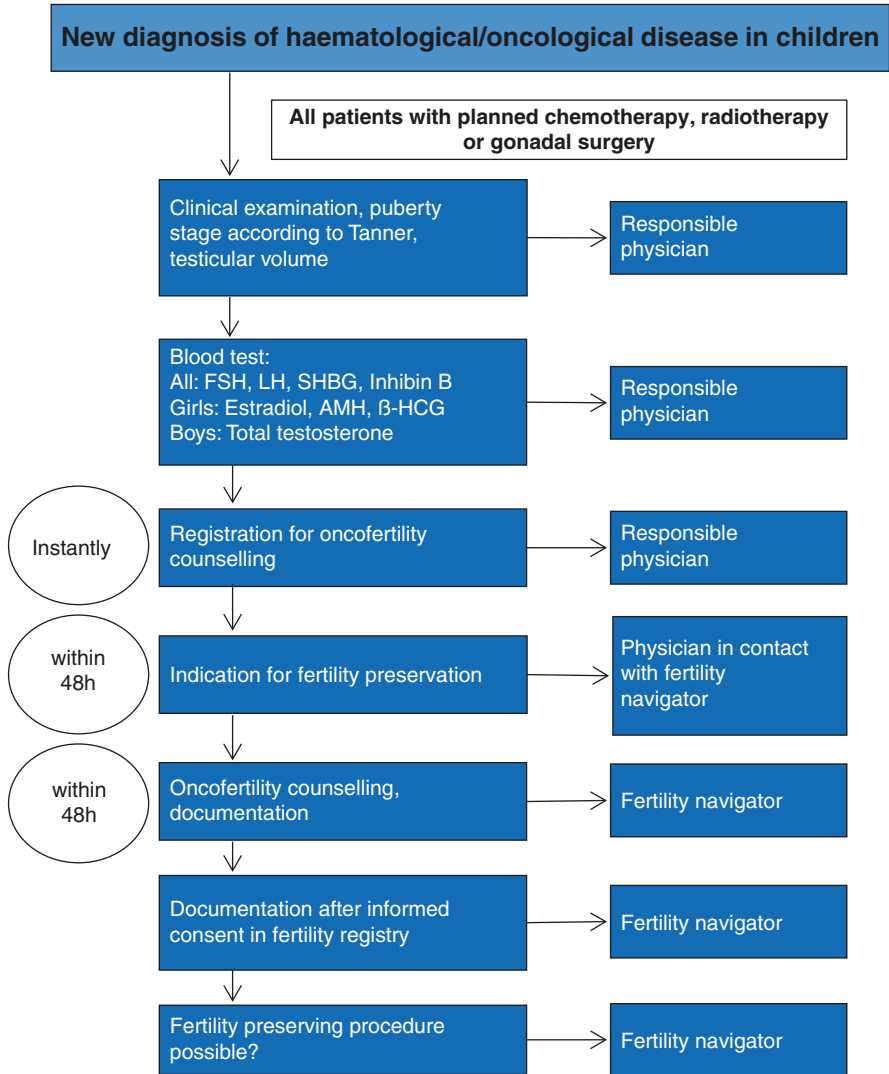 New diagnosis of haematological/oncological disease in children
All patients with planned chemotherapy, radiotherapy
or gonadal surgery
Clinical examination, puberty
stage according to Tanner,
testicular volume
Responsible
physician
Blood test:
All: FSH, LH, SHBG, Inhibin B
Girls: Estradiol, AMH, ß-HCG
Boys: Total testosterone
Responsible
physician
Instantly
Registration for oncofertility
counselling
Responsible
physician
within
48h
Indication for fertility preservation
Physician in contact
with fertility
navigator
within
48h
Oncofertility counselling,
documentation
Fertility navigator
Documentation after informed
consent in fertility registry
Fertility navigator
Fertility preserving procedure
possible?
Fertility navigator